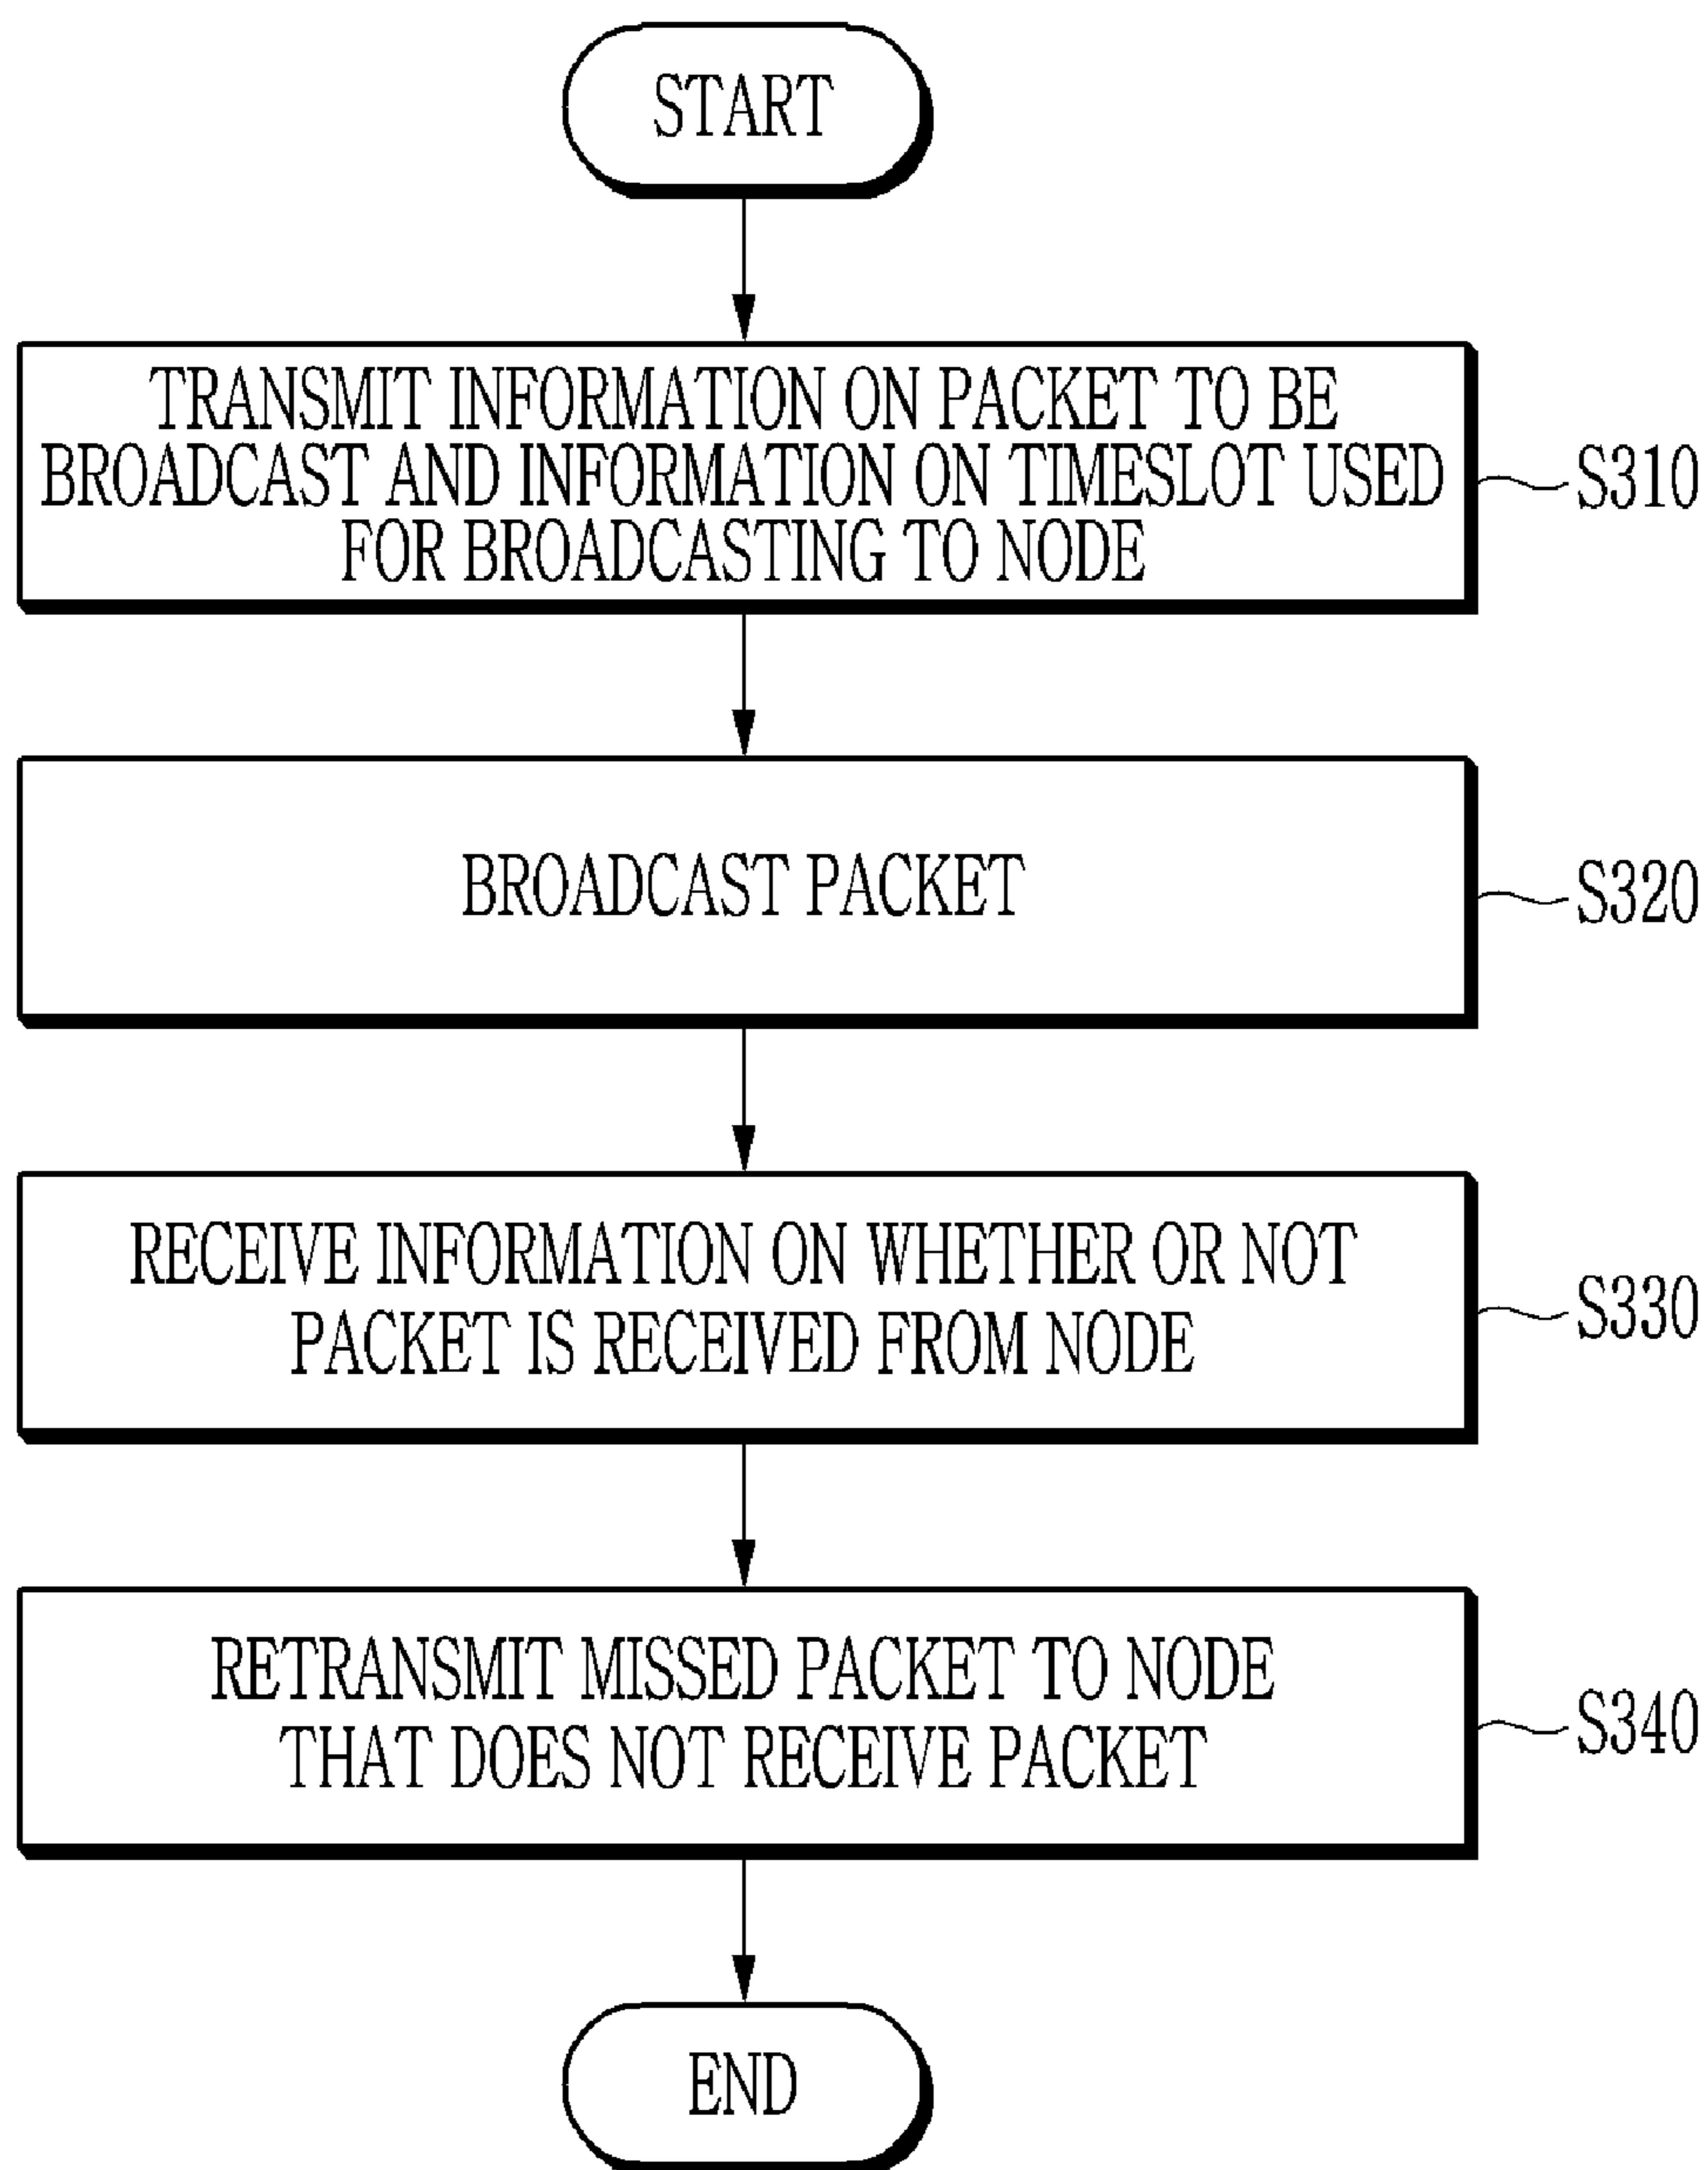 START
TRANSMIT INFORMATION ON PACKET TO BE
BROADCAST AND INFORMATION ON TIMESLOT USED
FOR BROADCASTING TO NODE
S310
BROADCAST PACKET
S320
RECEIVE INFORMATION ON WHETHER OR NOT
PACKET IS RECEIVED FROM NODE
S330
RETRANSMIT MISSED PACKET TO NODE
THAT DOES NOT RECEIVE PACKET
S340
END